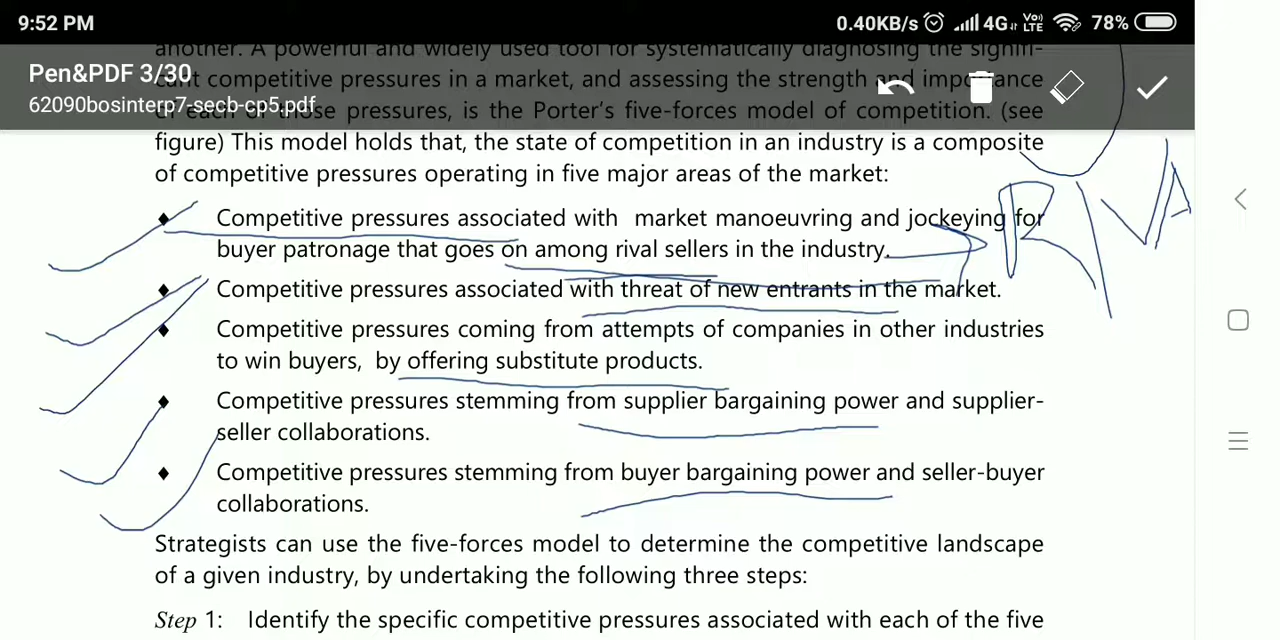 9:52 PM 0.40KB/s 4G Vo) LTE 78%
another. A powerful and widely used tool for systematically diagnosing the signifi-
Pen&PDF 3/30
cant competitive pressures in a market, and assessing the strength and importance
62090bosinterp7-secb-cp5.pdf
of each of those pressures, is the Porter's five-forces model of competition. (see
figure) This model holds that, the state of competition in an industry is a composite
of competitive pressures operating in five major areas of the market:
♦ Competitive pressures associated with market manoeuvring and jockeying for
buyer patronage that goes on among rival sellers in the industry.
RIVA
♦ Competitive pressures associated with threat of new entrants in the market.
♦ Competitive pressures coming from attempts of companies in other industries
to win buyers, by offering substitute products.
♦ Competitive pressures stemming from supplier bargaining power and supplier-
seller collaborations.
♦ Competitive pressures stemming from buyer bargaining power and seller-buyer
collaborations.
Strategists can use the five-forces model to determine the competitive landscape
of a given industry, by undertaking the following three steps:
Step 1: Identify the specific competitive pressures associated with each of the five